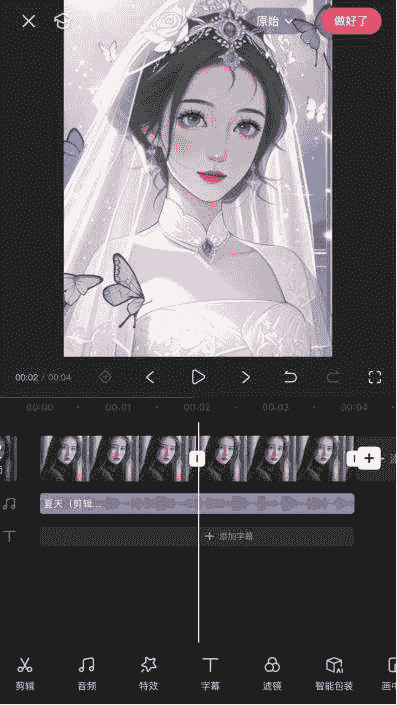 原始
做好了
00:02 / 00:04
00:00
00:01
00:02
00:03
00:04
夏天（剪辑...
添加字幕
剪辑
音频
特效
字幕
滤镜
智能包装
画中